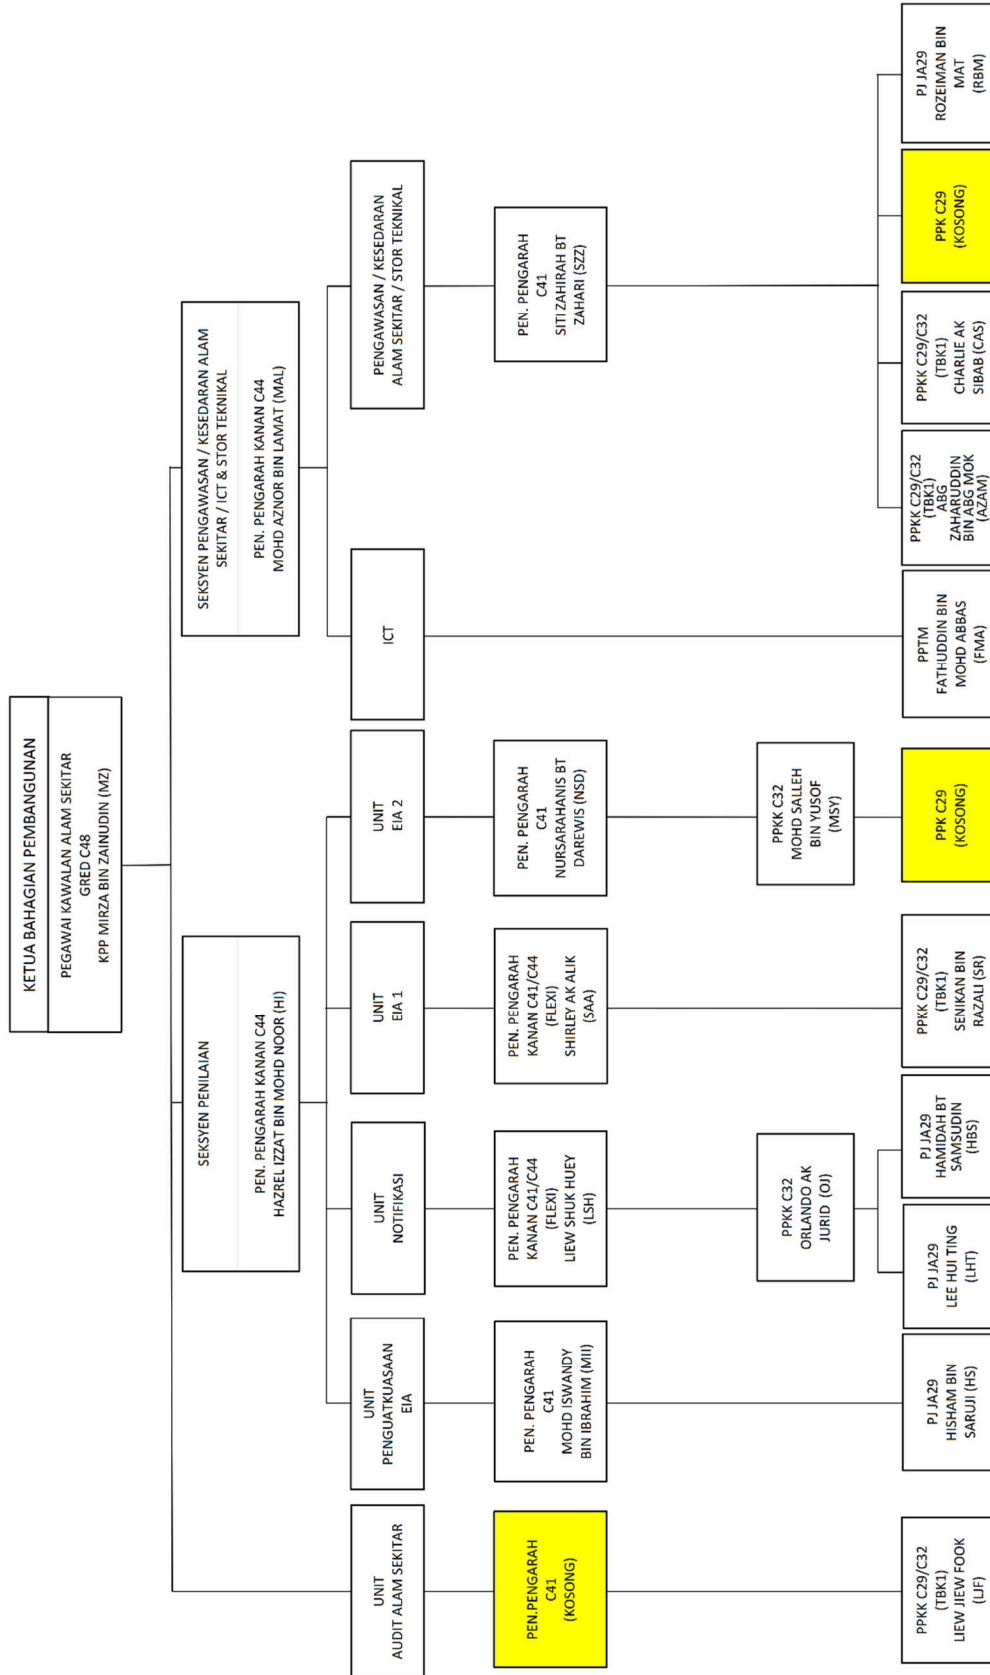 KETUA BAHAGIAN PEMBANGUNAN
PEGAWAI KAWALAN ALAM SEKITAR
GRED C48
KPP MIRZA BIN ZAINUDIN (MZ)
SEKSYEN PENILAIAN
PEN. PENGARAH KANAN C44
HAZREL IZZAT BIN MOHD NOOR (HI)
SEKSYEN PENGAWASAN / KESEDARAN ALAM
SEKITAR / ICT & STOR TEKNIKAL
PEN. PENGARAH KANAN C44
MOHD AZNOR BIN LAMAT (MAL)
UNIT
AUDIT ALAM SEKITAR
UNIT
PENGUATKUASAAN
EIA
UNIT
NOTIFIKASI
UNIT
EIA 1
UNIT
EIA 2
ICT
PENGAWASAN / KESEDARAN
ALAM SEKITAR / STOR TEKNIKAL
PEN.PENGARAH
C41
(KOSONG)
PEN. PENGARAH
C41
MOHD ISWANDY
BIN IBRAHIM (MII)
PEN. PENGARAH
KANAN C41/C44
(FLEXI)
LIEW SHUK HUEY
(LSH)
PEN. PENGARAH
KANAN C41/C44
(FLEXI)
SHIRLEY AK ALIK
(SAA)
PEN. PENGARAH
C41
NURSARAHANIS BT
DAREWIS (NSD)
PEN. PENGARAH
C41
SITI ZAHIRAH BT
ZAHARI (SZZ)
PPKK C32
ORLANDO AK
JURID (OJ)
PPKK C32
MOHD SALLEH
BIN YUSOF
(MSY)
PPKK C29/C32
(TBK1)
LIEW JIEW FOOK
(LJF)
PJ JA29
HISHAM BIN
SARUJI (HS)
PJ JA29
LEE HUI TING
(LHT)
PJ JA29
HAMIDAH BT
SAMSUDIN
(HBS)
PPKK C29/C32
(TBK1)
SENIKAN BIN
RAZALI (SR)
PPK C29
(KOSONG)
PPTM
FATHUDDIN BIN
MOHD ABBAS
(FMA)
PPKK C29/C32
(TBK1)
ABG
ZAHARUDDIN
BIN ABG MOK
(AZAM)
PPKK C29/C32
(TBK1)
CHARLIE AK
SIBAB (CAS)
PPK C29
(KOSONG)
PJ JA29
ROZEIMAN BIN
MAT
(RBM)